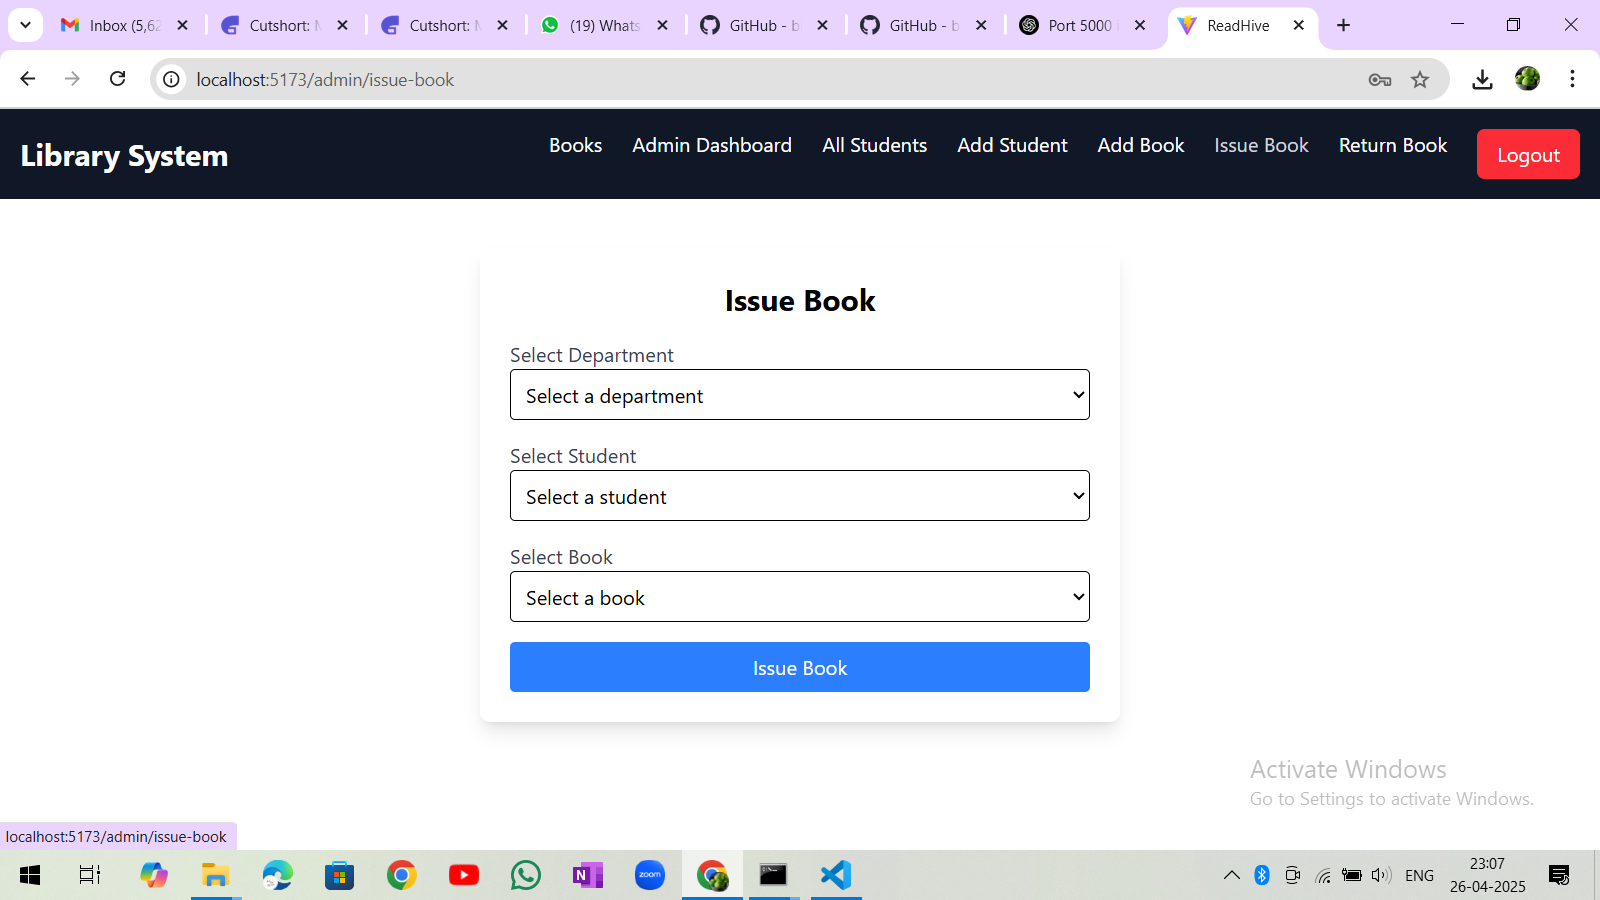 Inbox (5,62
Cutshort: M
Cutshort: M
(19) Whats
GitHub - b
GitHub - b
Port 5000 i
ReadHive
localhost:5173/admin/issue-book
Library System
Books
Admin Dashboard
All Students
Add Student
Add Book
Issue Book
Return Book
Logout
Issue Book
Select Department
Select a department
Select Student
Select a student
Select Book
Select a book
Issue Book
Activate Windows
Go to Settings to activate Windows.
localhost:5173/admin/issue-book
N
zoom
ENG
23:07
26-04-2025